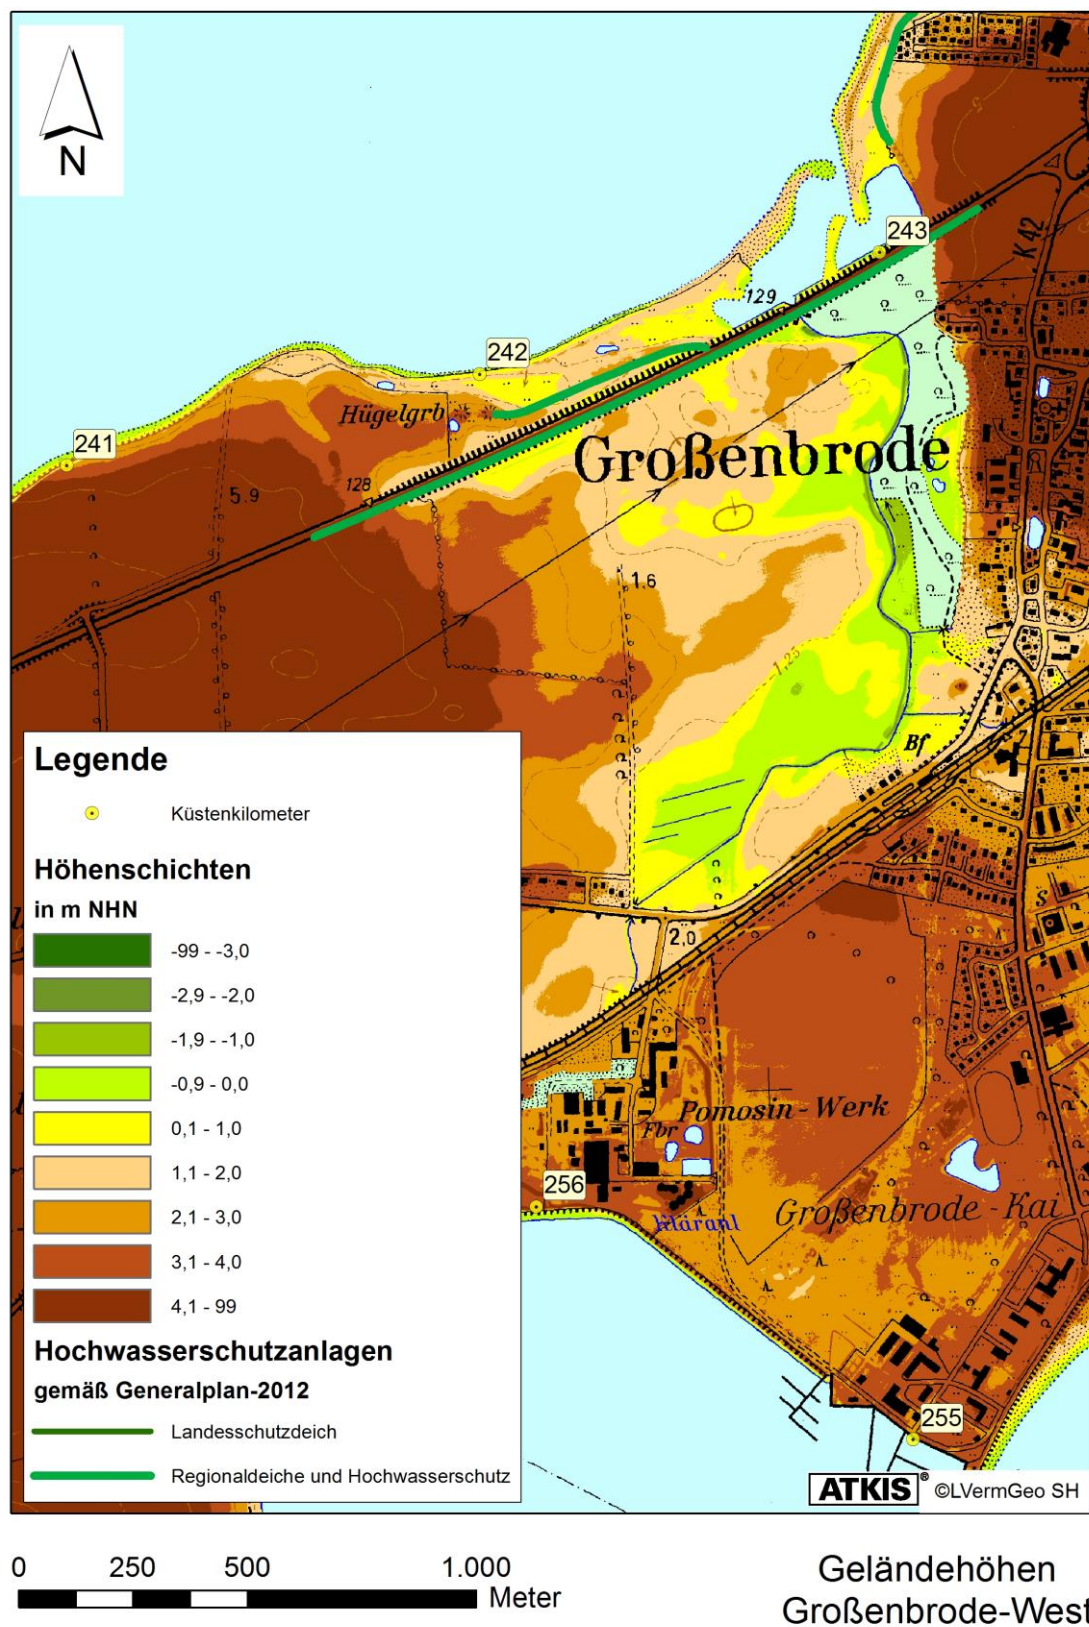 N
243
K 42
129
242
Hügelgrb
241
Großenbrode
128
5.9
1.6
1,25
Bf
Legende
Küstenkilometer
Höhenschichten
in m NHN
-99 - -3,0
-2,9 - -2,0
-1,9 - -1,0
-0,9 - 0,0
0,1 - 1,0
1,1 - 2,0
2,1 - 3,0
3,1 - 4,0
4,1 - 99
Hochwasserschutzanlagen
gemäß Generalplan-2012
Landesschutzdeich
Regionaldeiche und Hochwasserschutz
2,0
Pomosin-Werk
Fbr
256
Kläranl
Großenbrode-Kai
255
ATKIS® ©LVermGeo SH
0 250 500 1.000
Meter
Geländehöhen
Großenbrode-West